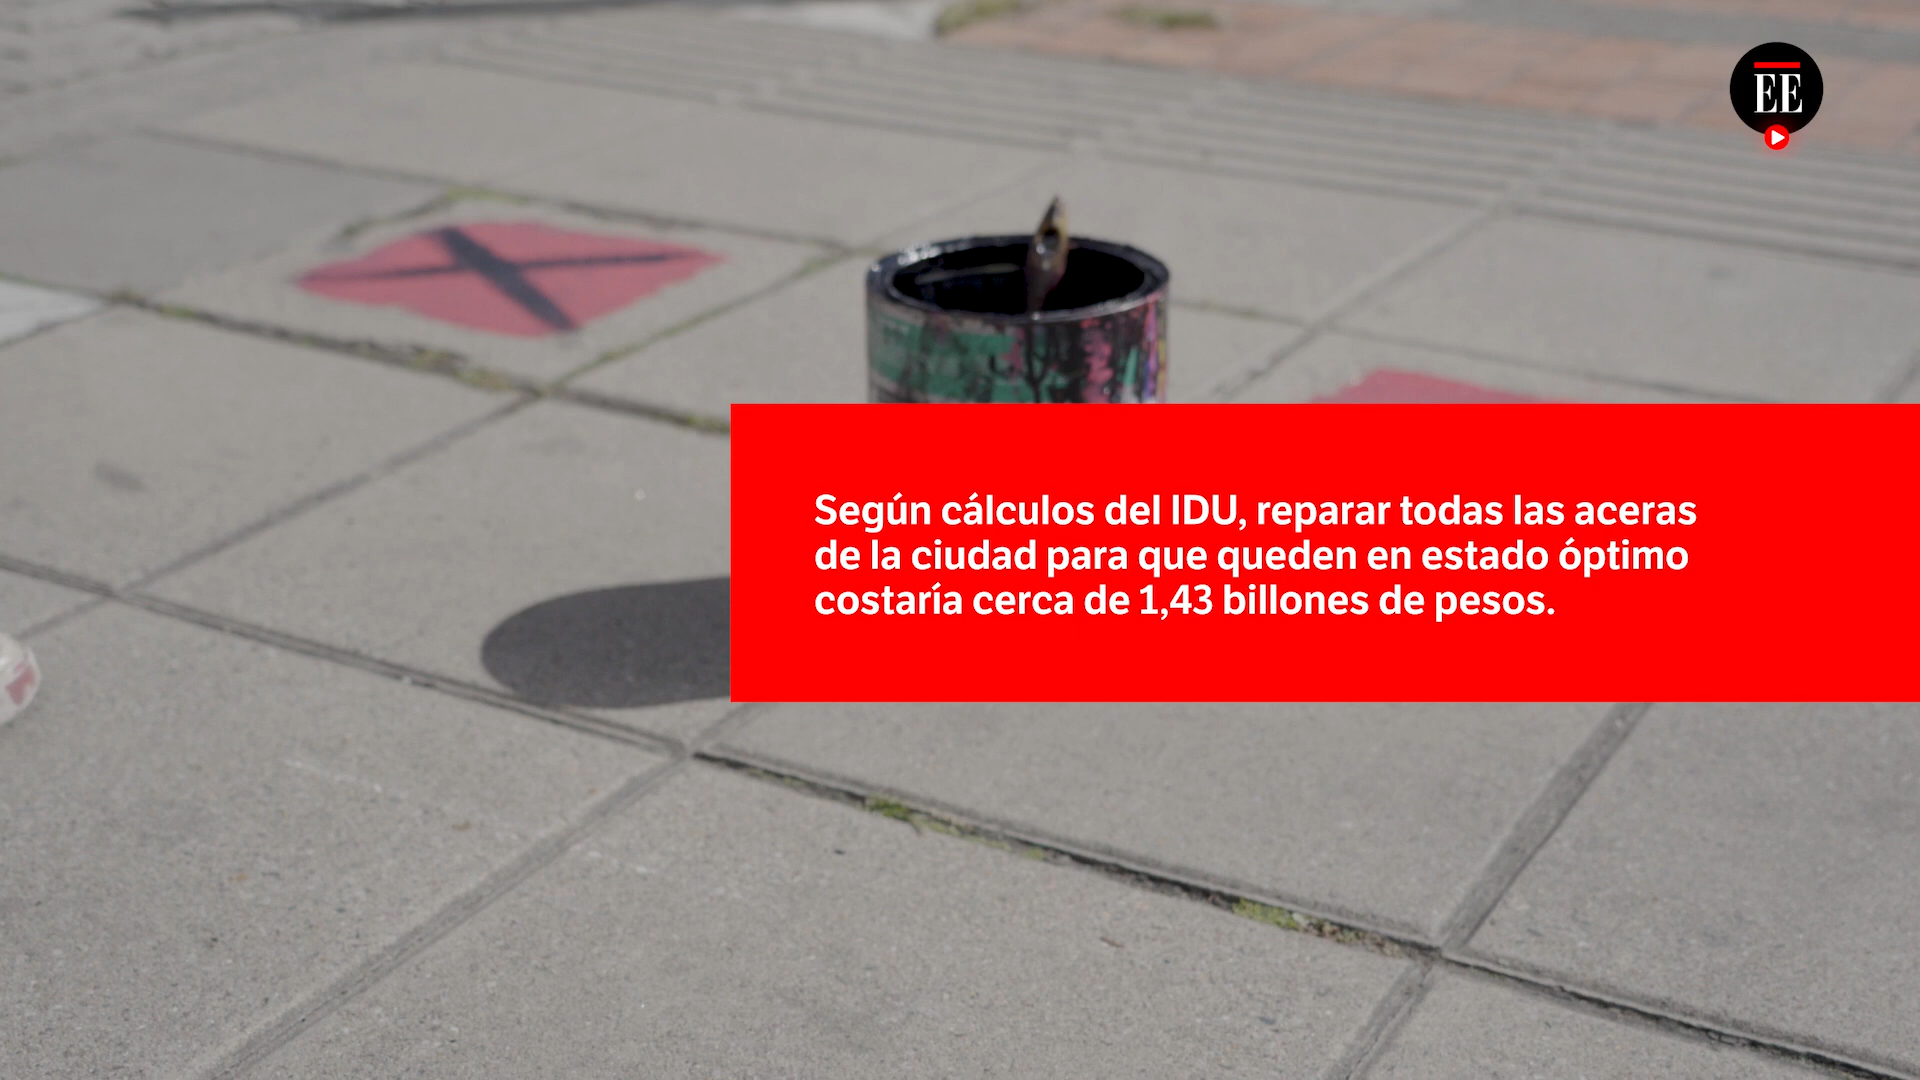 EE
Según cálculos del IDU, reparar todas las aceras
de la ciudad para que queden en estado óptimo
costaría cerca de 1,43 billones de pesos.